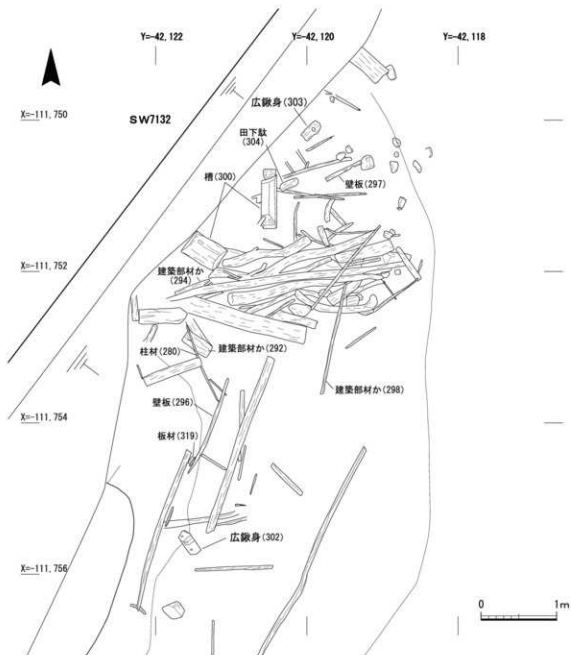 Y=-42,122
Y=-42,120
Y=-42,118
X=-111,750
SW7132
広鍬身(303)
田下駄
(304)
槽(300)
壁板(297)
X=-111,752
建築部材か
(294)
柱材(280)
建築部材か(292)
壁板(296)
建築部材か(298)
X=-111,754
板材(319)
広鍬身(302)
X=-111,756
0
1m